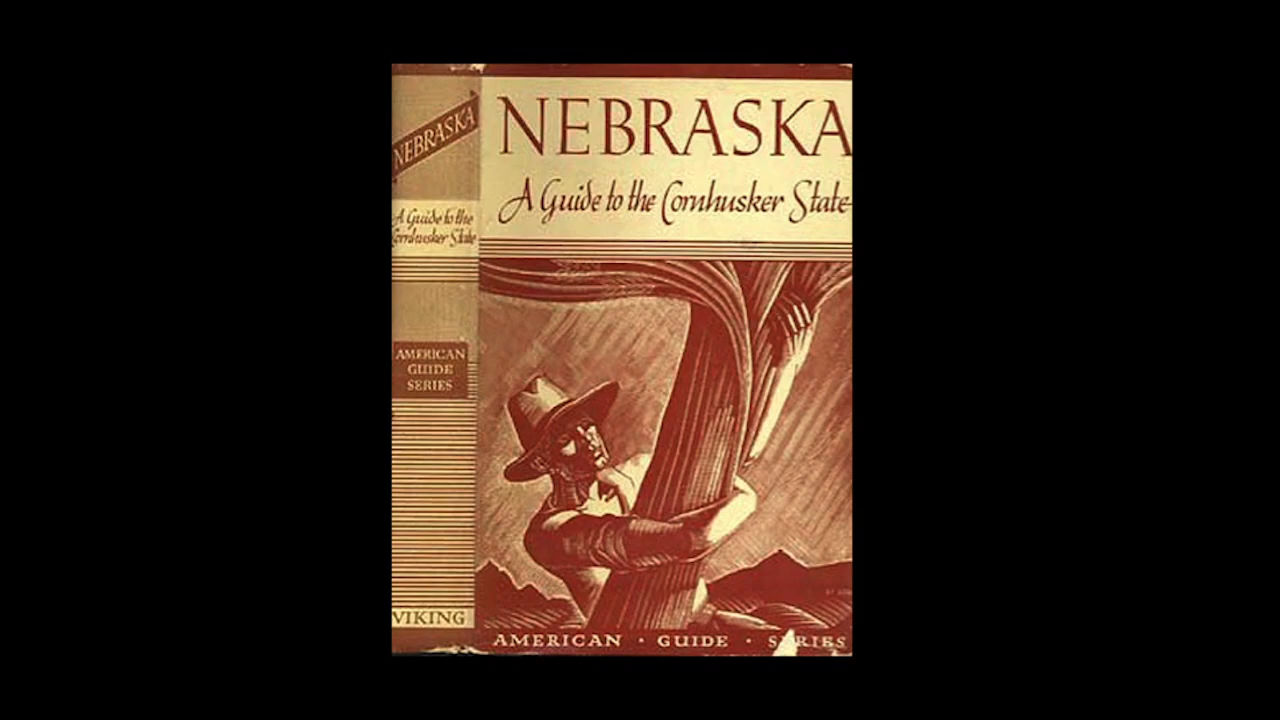 NEBRASKA
A Guide to the
Cornhusker State
AMERICAN
GUIDE
SERIES
VIKING
NEBRASKA
A Guide to the Cornhusker State
AMERICAN · GUIDE · SERIES